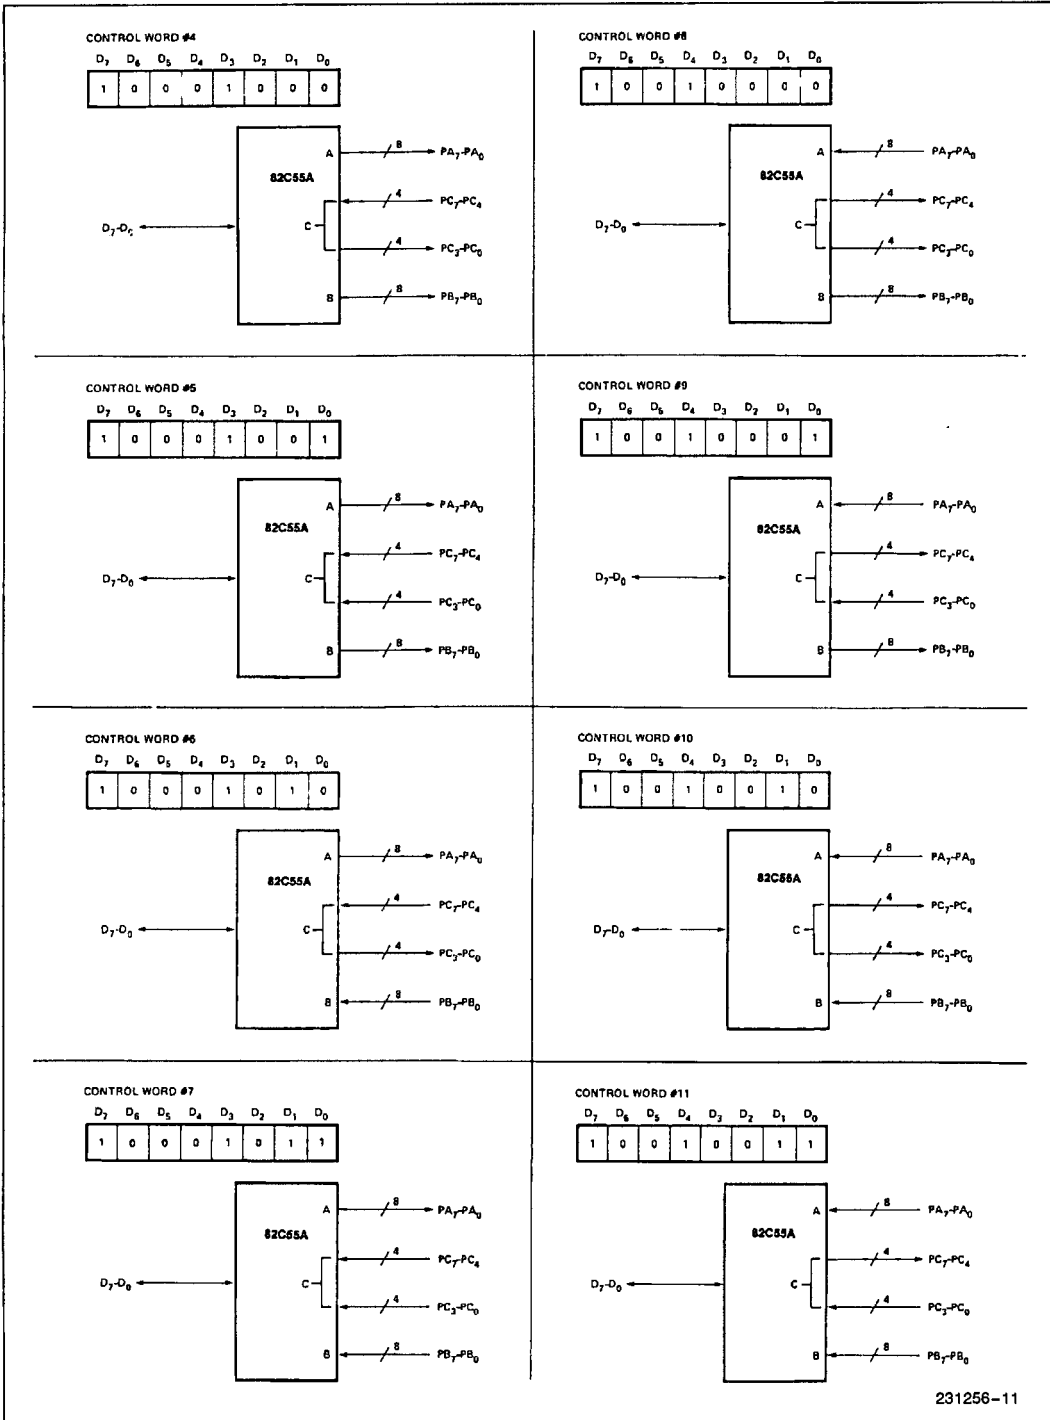 CONTROL WORD #4
D7 D6 D5 D4 D3 D2 D1 D0
1 0 0 0 1 0 0 0
82C55A
A
8
PA7-PA0
4
PC7-PC4
D7-D0
C
4
PC3-PC0
B
8
PB7-PB0
CONTROL WORD #8
D7 D6 D5 D4 D3 D2 D1 D0
1 0 0 1 0 0 0 0
82C55A
A
8
PA7-PA0
4
PC7-PC4
D7-D0
C
4
PC3-PC0
B
8
PB7-PB0
CONTROL WORD #5
D7 D6 D5 D4 D3 D2 D1 D0
1 0 0 0 1 0 0 1
82C55A
A
8
PA7-PA0
4
PC7-PC4
D7-D0
C
4
PC3-PC0
B
8
PB7-PB0
CONTROL WORD #9
D7 D6 D5 D4 D3 D2 D1 D0
1 0 0 1 0 0 0 1
82C55A
A
8
PA7-PA0
4
PC7-PC4
D7-D0
C
4
PC3-PC0
B
8
PB7-PB0
CONTROL WORD #6
D7 D6 D5 D4 D3 D2 D1 D0
1 0 0 0 1 0 1 0
82C55A
A
8
PA7-PA0
4
PC7-PC4
D7-D0
C
4
PC3-PC0
B
8
PB7-PB0
CONTROL WORD #10
D7 D6 D5 D4 D3 D2 D1 D0
1 0 0 1 0 0 1 0
82C55A
A
8
PA7-PA0
4
PC7-PC4
D7-D0
C
4
PC3-PC0
B
8
PB7-PB0
CONTROL WORD #7
D7 D6 D5 D4 D3 D2 D1 D0
1 0 0 0 1 0 1 1
82C55A
A
8
PA7-PA0
4
PC7-PC4
D7-D0
C
4
PC3-PC0
B
8
PB7-PB0
CONTROL WORD #11
D7 D6 D5 D4 D3 D2 D1 D0
1 0 0 1 0 0 1 1
82C55A
A
8
PA7-PA0
4
PC7-PC4
D7-D0
C
4
PC3-PC0
B
8
PB7-PB0
231256-11